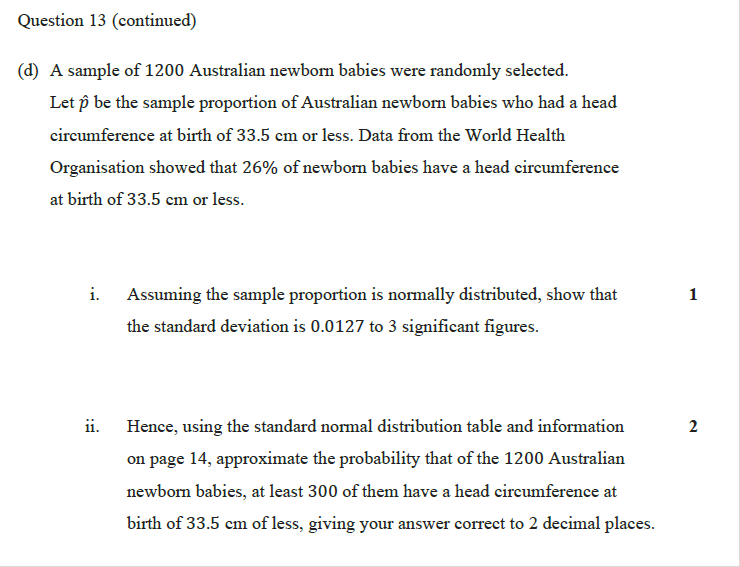 Question 13 (continued)
(d) A sample of 1200 Australian newborn babies were randomly selected.
Let p̂ be the sample proportion of Australian newborn babies who had a head
circumference at birth of 33.5 cm or less. Data from the World Health
Organisation showed that 26% of newborn babies have a head circumference
at birth of 33.5 cm or less.
i. Assuming the sample proportion is normally distributed, show that 1
the standard deviation is 0.0127 to 3 significant figures.
ii. Hence, using the standard normal distribution table and information 2
on page 14, approximate the probability that of the 1200 Australian
newborn babies, at least 300 of them have a head circumference at
birth of 33.5 cm of less, giving your answer correct to 2 decimal places.